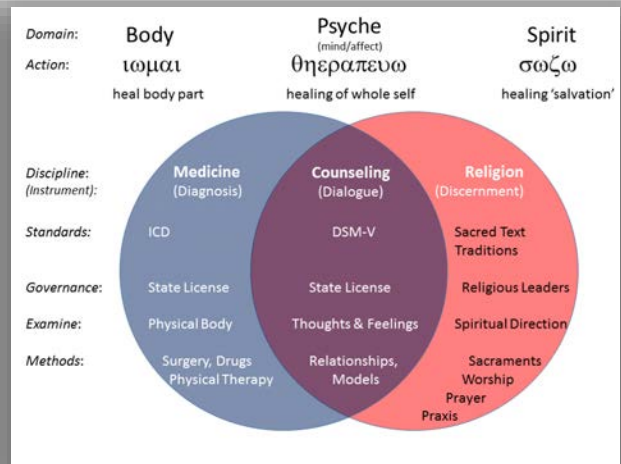 Domain: Body Psyche Spirit
(mind/affect)
Action: ιωμαι θηεραπευω σωζω
heal body part healing of whole self healing ‘salvation’
Discipline: Medicine Counseling Religion
(Instrument): (Diagnosis) (Dialogue) (Discernment)
Standards: ICD DSM-V Sacred Text
Traditions
Governance: State License State License Religious Leaders
Examine: Physical Body Thoughts & Feelings Spiritual Direction
Methods: Surgery, Drugs Relationships, Sacraments
Physical Therapy Models Worship
Prayer
Praxis